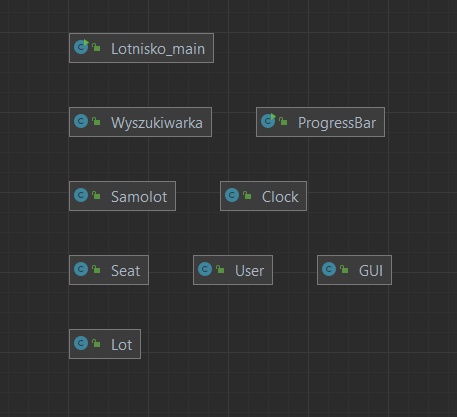 Lotnisko_main
Wyszukiwarka ProgressBar
Samolot Clock
Seat User GUI
Lot